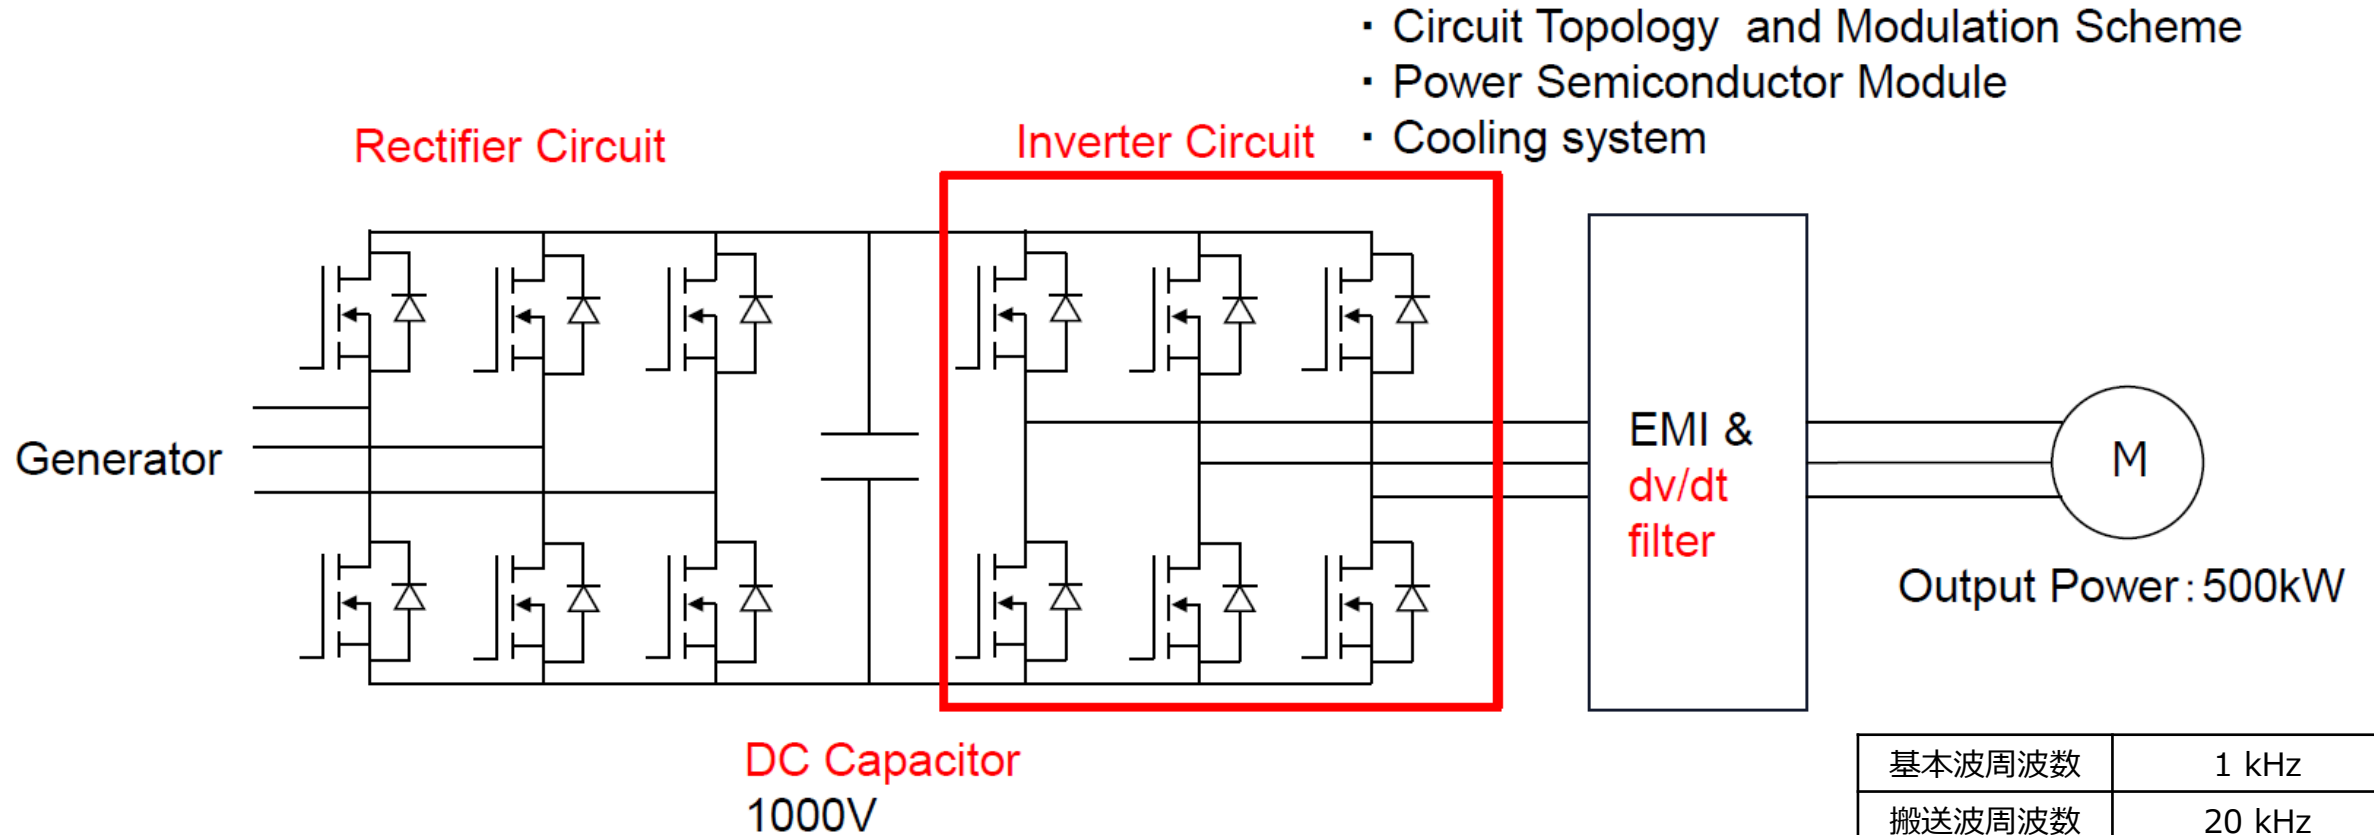 ・ Circuit Topology and Modulation Scheme
・ Power Semiconductor Module
・ Cooling system
Rectifier Circuit
Inverter Circuit
Generator
EMI &
dv/dt
filter
M
Output Power：500kW
DC Capacitor
1000V
基本波周波数 1 kHz
搬送波周波数 20 kHz